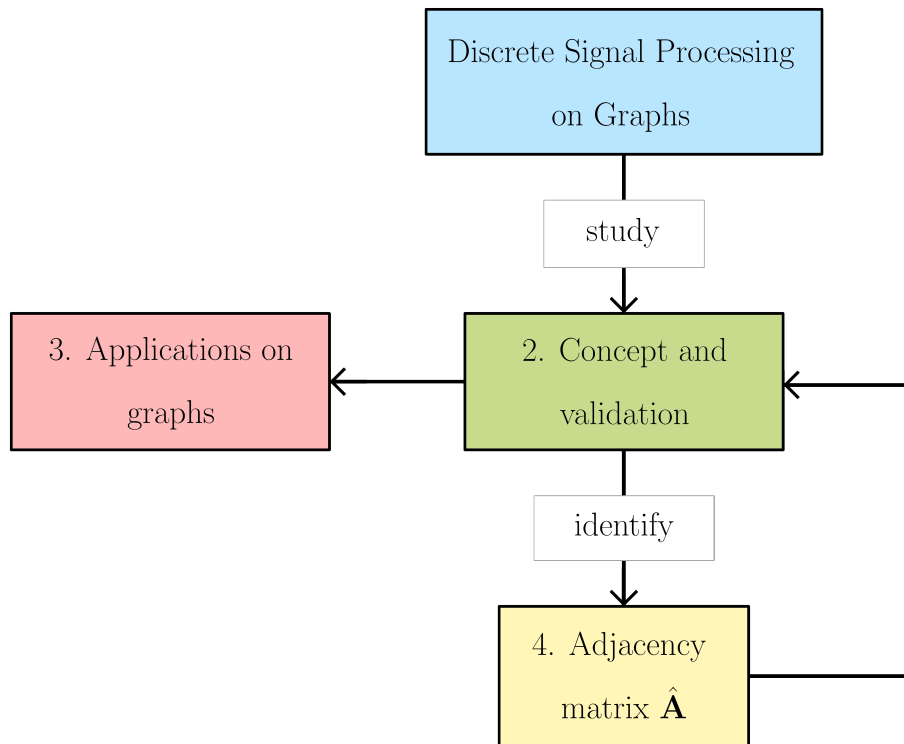 Discrete Signal Processing
on Graphs
study
3. Applications on
graphs
2. Concept and
validation
identify
4. Adjacency
matrix Â